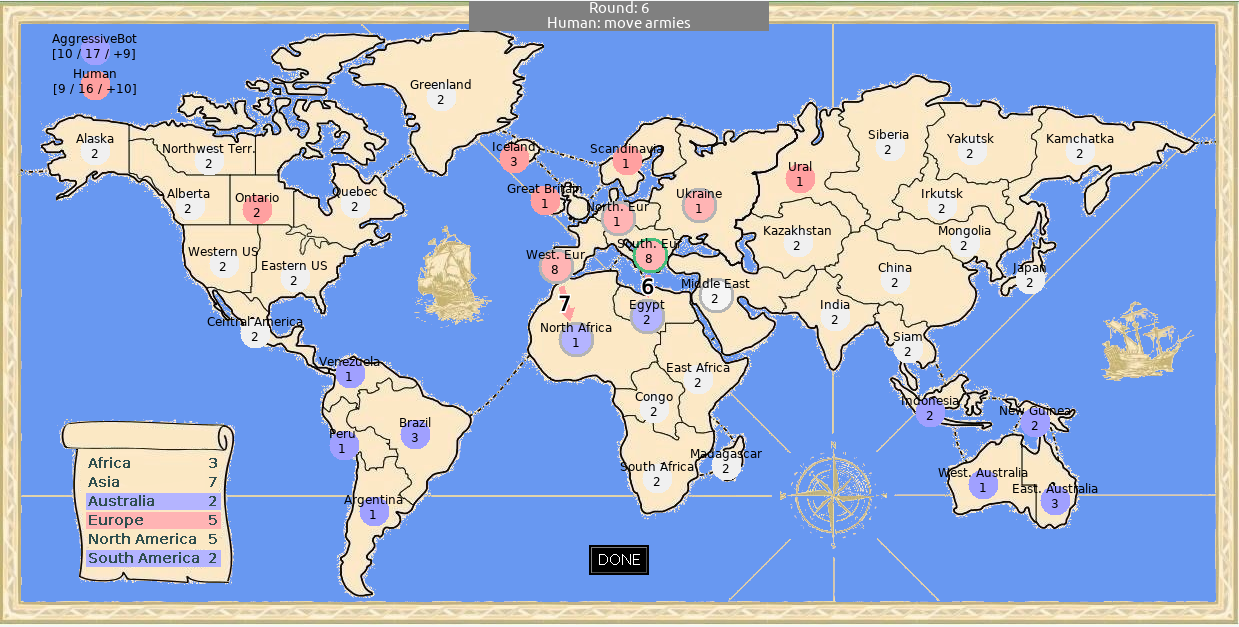 Round: 6
Human: move armies
AggressiveBot
[10 / 17 / +9]
Human
[9 / 16 / +10]
Greenland
2
Alaska
2
Northwest Terr.
2
Iceland
3
Scandinavia
1
Siberia
2
Yakutsk
2
Kamchatka
2
Ural
1
Alberta
2
Ontario
2
Quebec
2
Great Britain
1
North. Eur
1
Ukraine
1
Irkutsk
2
Kazakhstan
2
Mongolia
2
Western US
2
Eastern US
2
West. Eur
8
South. Eur
8
China
2
Japan
2
7
6
Middle East
2
Egypt
2
India
2
Central America
2
North Africa
1
Siam
2
Venezuela
1
East Africa
2
Congo
2
Indonesia
2
New Guinea
2
Brazil
3
Peru
1
South Africa
2
Madagascar
2
West. Australia
1
East. Australia
3
Argentina
1
Africa 3
Asia 7
Australia 2
Europe 5
North America 5
South America 2
DONE